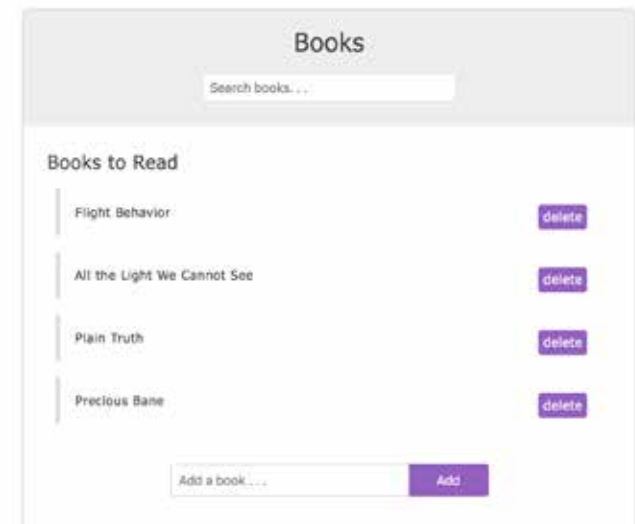 Books
Search books. . .
Books to Read
Flight Behavior
delete
All the Light We Cannot See
delete
Plain Truth
delete
Precious Bane
delete
Add a book. . . .
Add